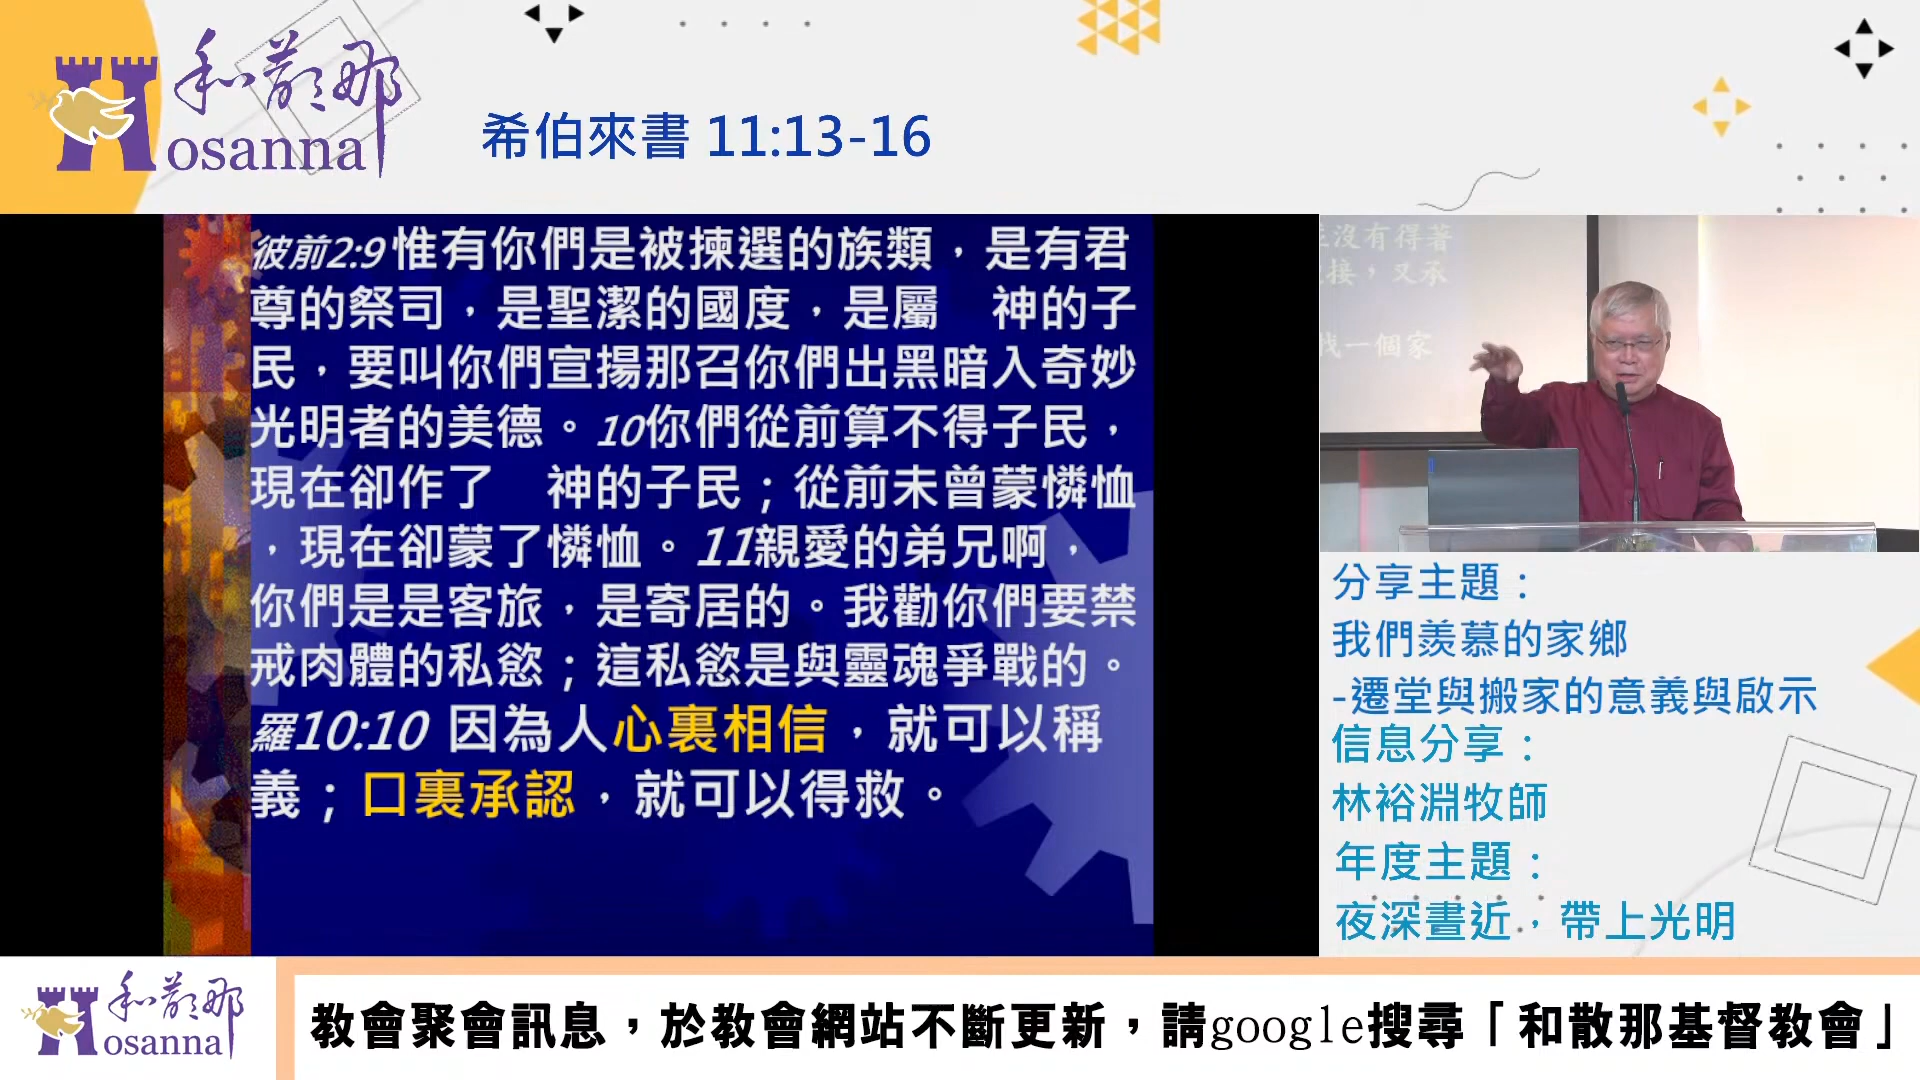 和散那
Hosanna
希伯來書 11:13-16
彼前2:9惟有你們是被揀選的族類，是有君
尊的祭司，是聖潔的國度，是屬　神的子
民，要叫你們宣揚那召你們出黑暗入奇妙
光明者的美德。10你們從前算不得子民，
現在卻作了　神的子民；從前未曾蒙憐恤
，現在卻蒙了憐恤。11親愛的弟兄啊，
你們是是客旅，是寄居的。我勸你們要禁
戒肉體的私慾；這私慾是與靈魂爭戰的。
羅10:10 因為人心裏相信，就可以稱
義；口裏承認，就可以得救。
沒有得著
接，又承
找一個家
分享主題：
我們羨慕的家鄉
-遷堂與搬家的意義與啟示
信息分享：
林裕淵牧師
年度主題：
夜深晝近，帶上光明
和散那
Hosanna
教會聚會訊息，於教會網站不斷更新，請google搜尋「和散那基督教會」